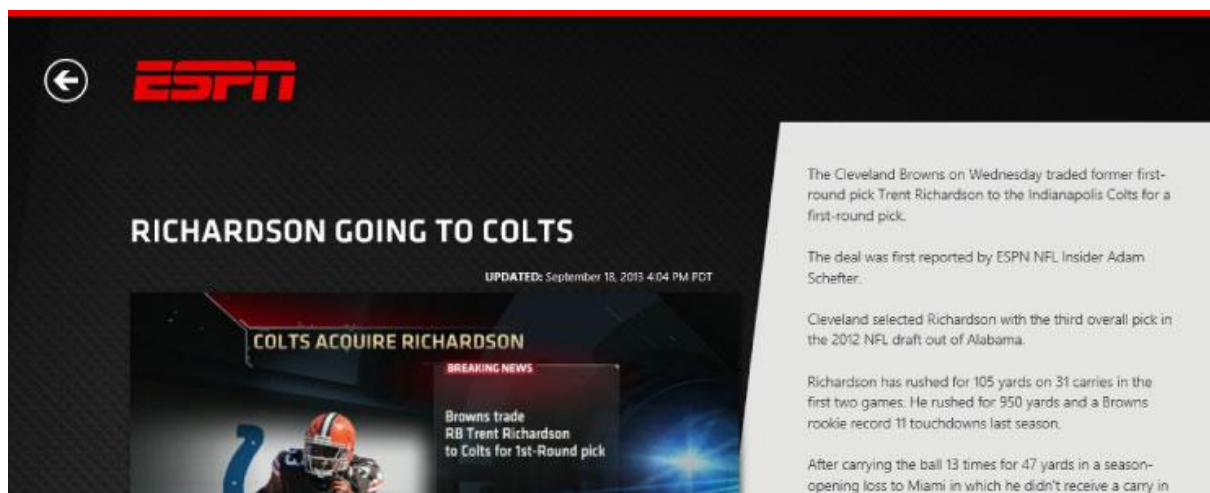 ESPN
RICHARDSON GOING TO COLTS
UPDATED: September 18, 2013 4:04 PM PDT
COLTS ACQUIRE RICHARDSON
BREAKING NEWS
Browns trade
RB Trent Richardson
to Colts for 1st-Round pick
The Cleveland Browns on Wednesday traded former first-
round pick Trent Richardson to the Indianapolis Colts for a
first-round pick.
The deal was first reported by ESPN NFL Insider Adam
Schefter.
Cleveland selected Richardson with the third overall pick in
the 2012 NFL draft out of Alabama.
Richardson has rushed for 105 yards on 31 carries in the
first two games. He rushed for 950 yards and a Browns
rookie record 11 touchdowns last season.
After carrying the ball 13 times for 47 yards in a season-
opening loss to Miami in which he didn't receive a carry in